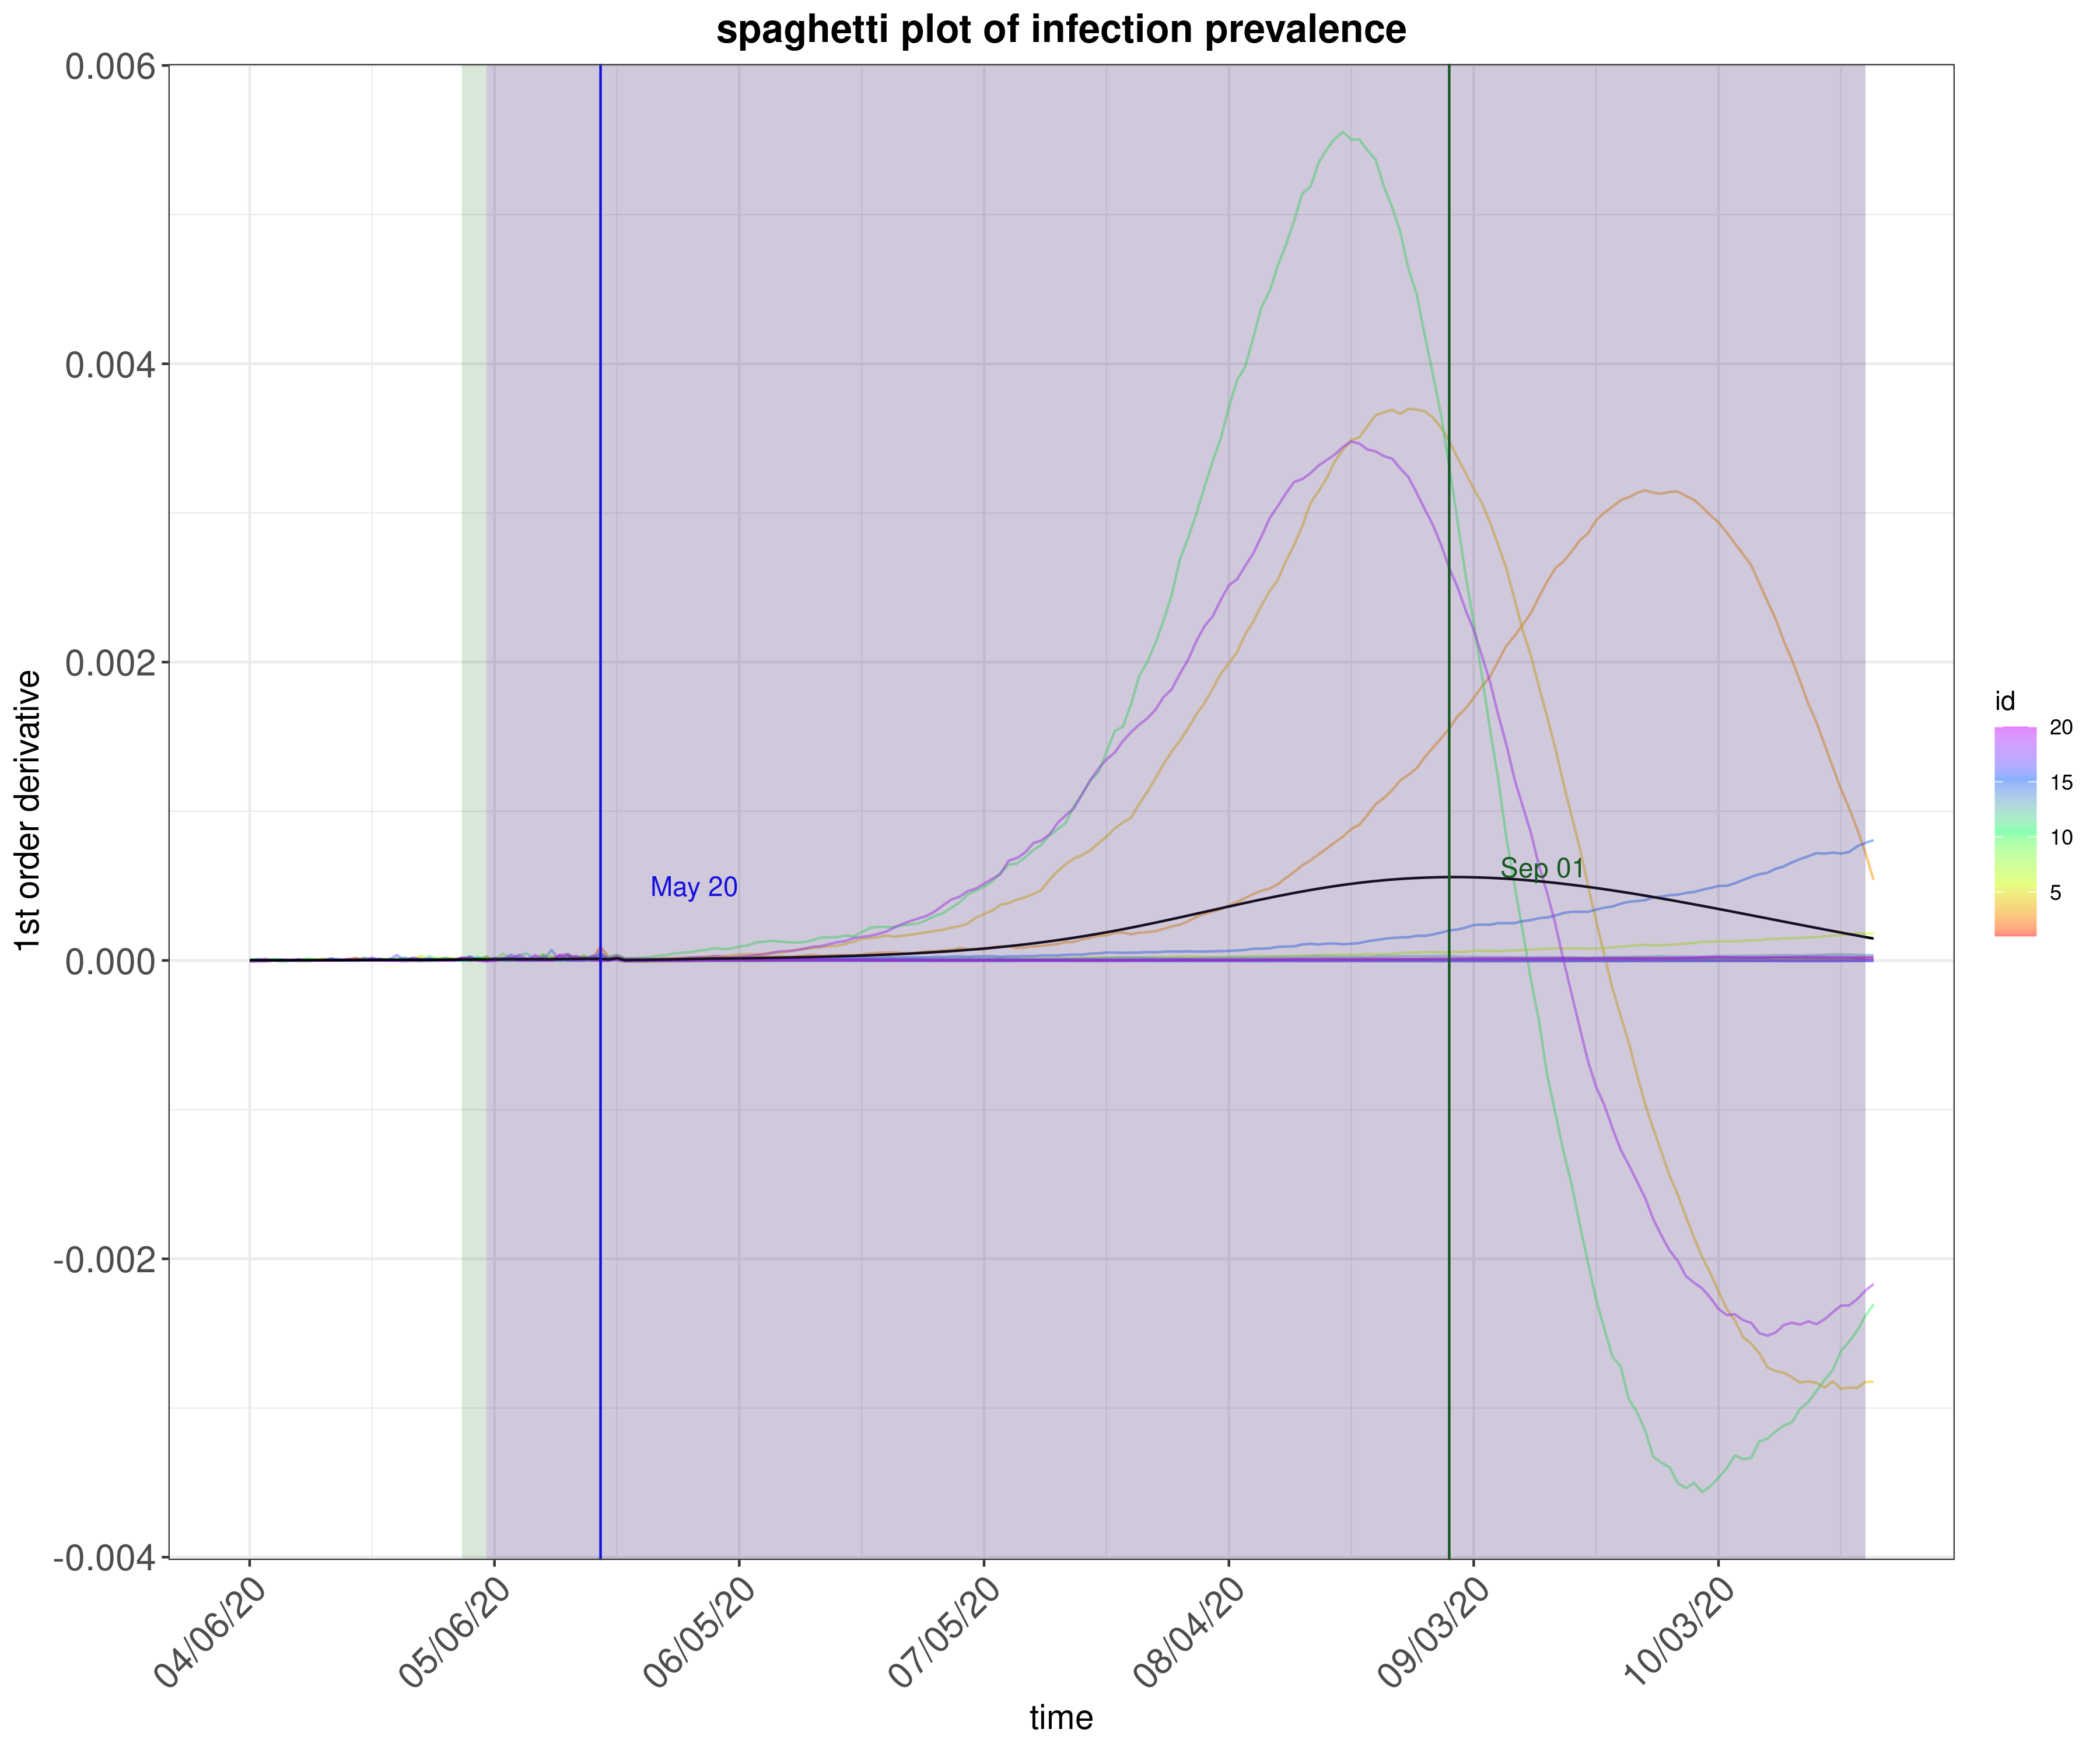 spaghetti plot of infection prevalence
0.006
0.004
0.002
0.000
-0.002
-0.004
1st order derivative
May 20
Sep 01
id
20
15
10
5
04/06/20
05/06/20
06/05/20
07/05/20
08/04/20
09/03/20
10/03/20
time